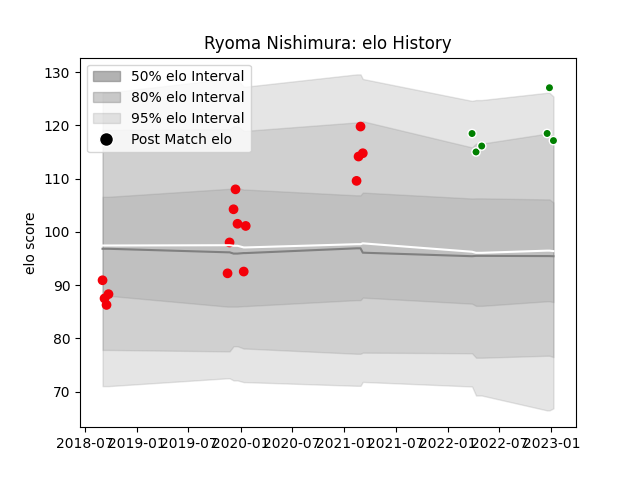 Ryoma Nishimura: elo History
50% elo Interval
80% elo Interval
95% elo Interval
Post Match elo
elo score
130
120
110
100
90
80
70
2018-07 2019-01 2019-07 2020-01 2020-07 2021-01 2021-07 2022-01 2022-07 2023-01